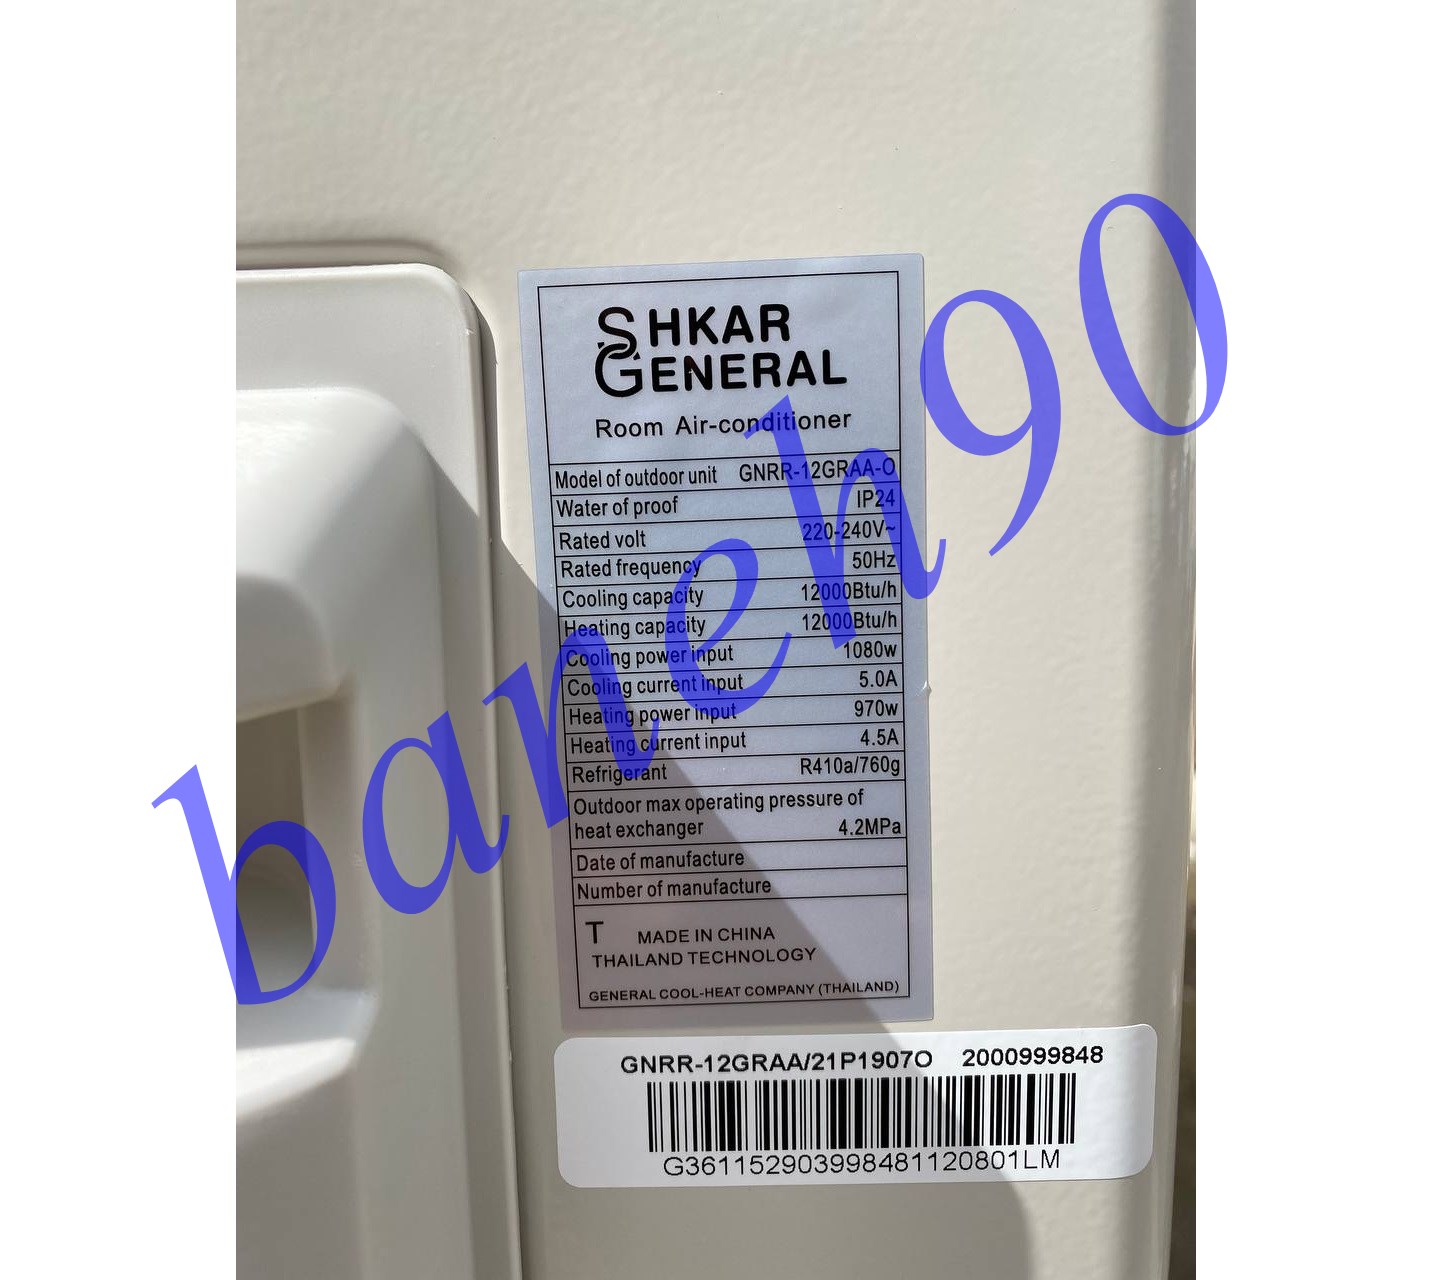 SHKAR
GENERAL
Room Air-conditioner
Model of outdoor unit GNRR-12GRAA-O
Water of proof IP24
Rated volt 220-240V~
Rated frequency 50Hz
Cooling capacity 12000Btu/h
Heating capacity 12000Btu/h
Cooling power input 1080w
Cooling current input 5.0A
Heating power input 970w
Heating current input 4.5A
Refrigerant R410a/760g
Outdoor max operating pressure of
heat exchanger 4.2MPa
Date of manufacture
Number of manufacture
T MADE IN CHINA
THAILAND TECHNOLOGY
GENERAL COOL-HEAT COMPANY (THAILAND)
GNRR-12GRAA/21P1907O 2000999848
G361152903998481120801LM
baneh90